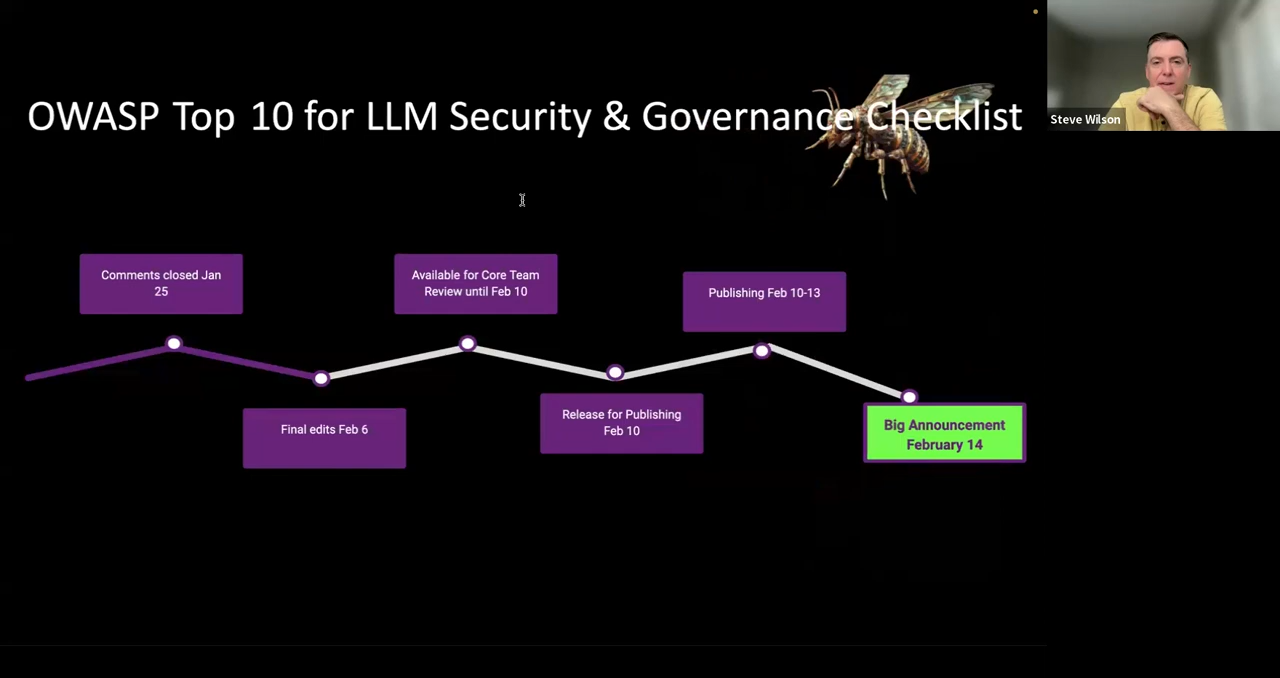 OWASP Top 10 for LLM Security & Governance Checklist
Steve Wilson
Comments closed Jan
25
Available for Core Team
Review until Feb 10
Publishing Feb 10-13
Final edits Feb 6
Release for Publishing
Feb 10
Big Announcement
February 14